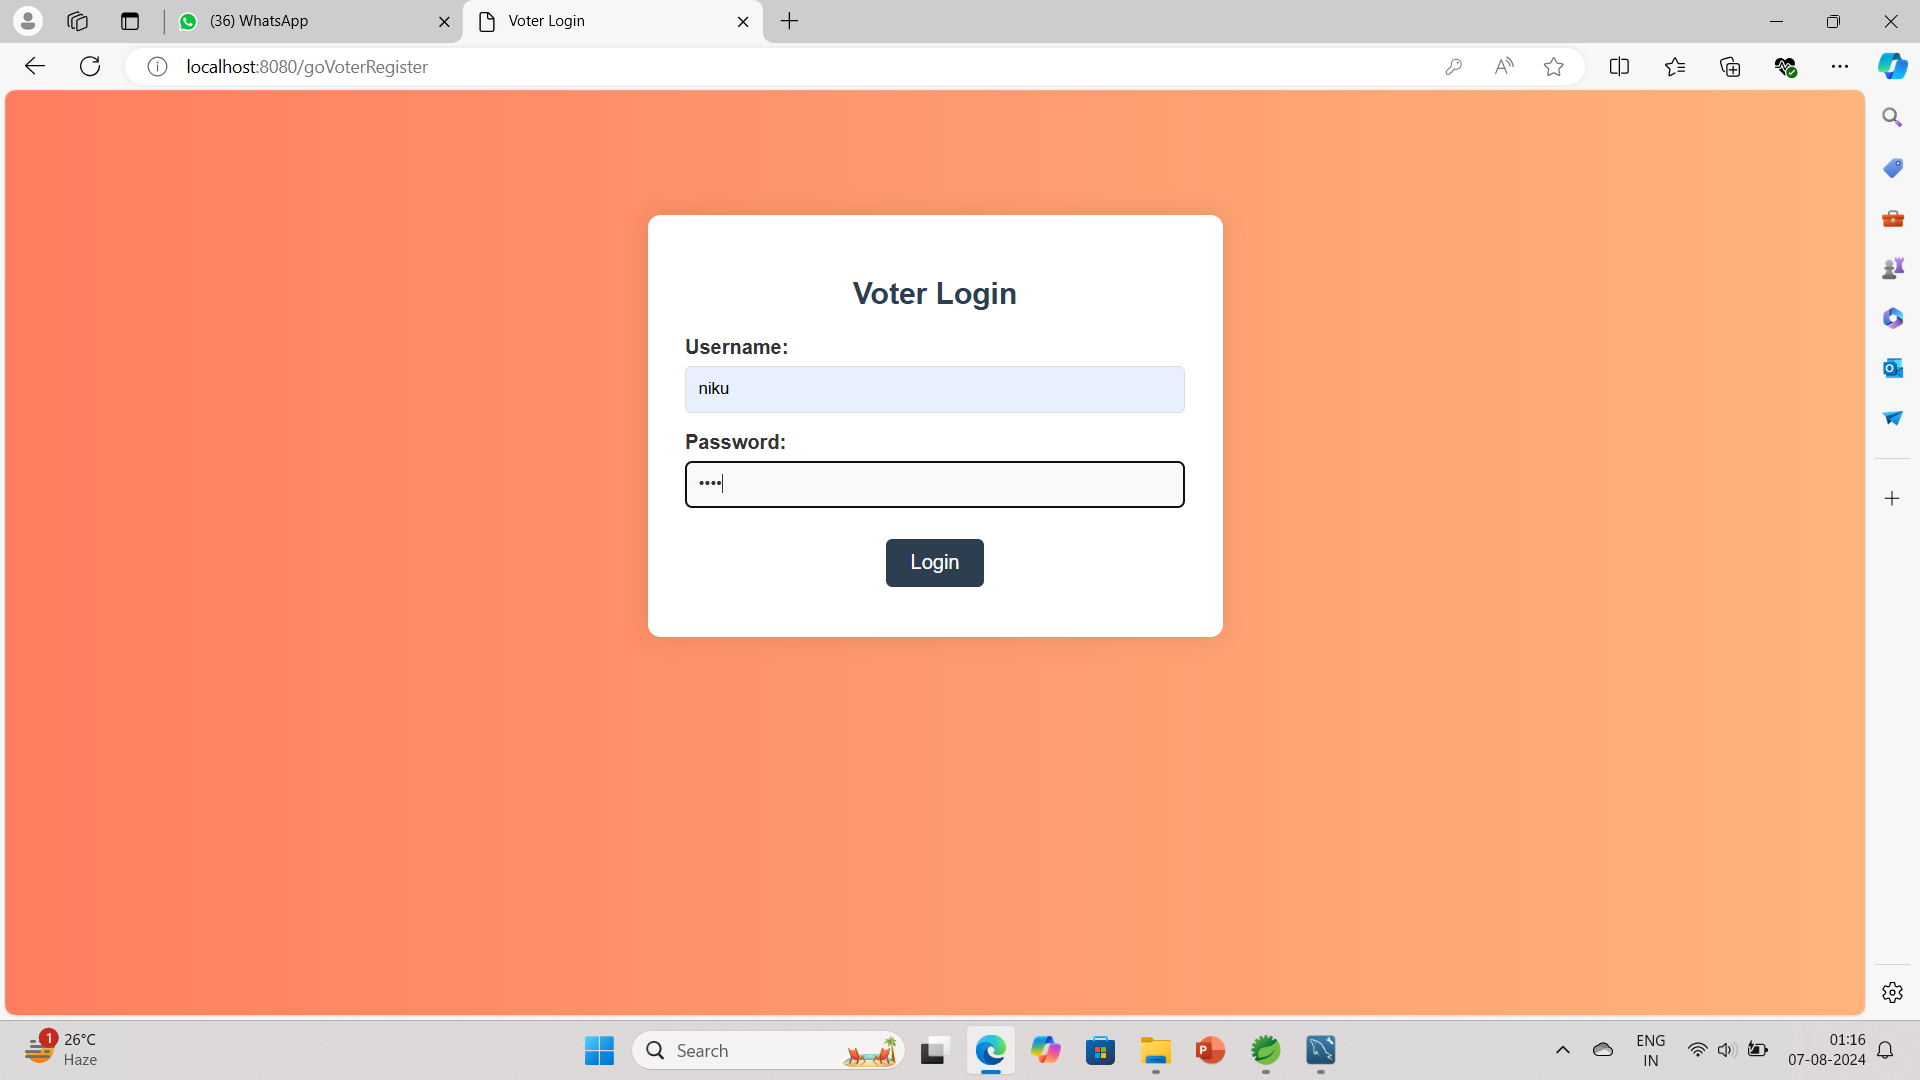 (36) WhatsApp
Voter Login
localhost:8080/goVoterRegister
Voter Login
Username:
niku
Password:
••••
Login
26°C
Haze
1
Search
ENG
IN
01:16
07-08-2024